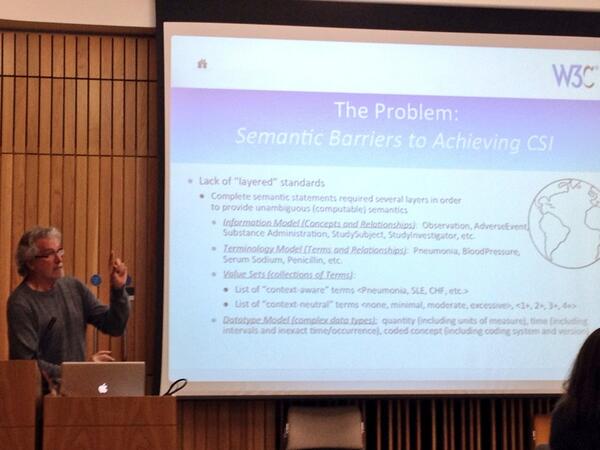 W3C
The Problem:
Semantic Barriers to Achieving CSI
Lack of "layered" standards
Complete semantic statements required several layers in order
to provide unambiguous (computable) semantics
Information Model (Concepts and Relationships): Observation, AdverseEvent,
Substance Administration, StudySubject, StudyInvestigator, etc.
Terminology Model (Terms and Relationships): Pneumonia, BloodPressure,
Serum Sodium, Penicillin, etc.
Value Sets (collections of Terms):
List of "context-aware" terms <Pneumonia, SLE, CHF, etc.>
List of "context-neutral" terms <none, minimal, moderate, excessive>, <1+, 2+, 3+, 4+>
Datatype Model (complex data types): quantity (including units of measure), time (including
intervals and inexact time/occurrence), coded concept (including coding system and version)